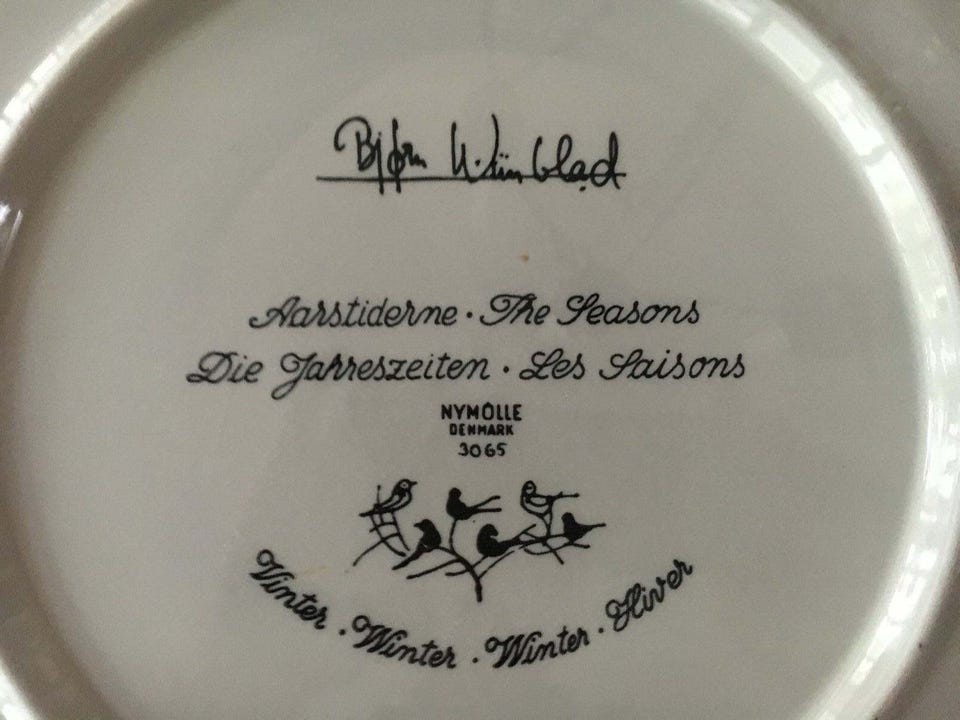 Bjørn Wiinblad
Aarstiderne · The Seasons
Die Jahreszeiten · Les Saisons
NYMÖLLE
DENMARK
3065
Vinter · Winter · Winter · Hiver